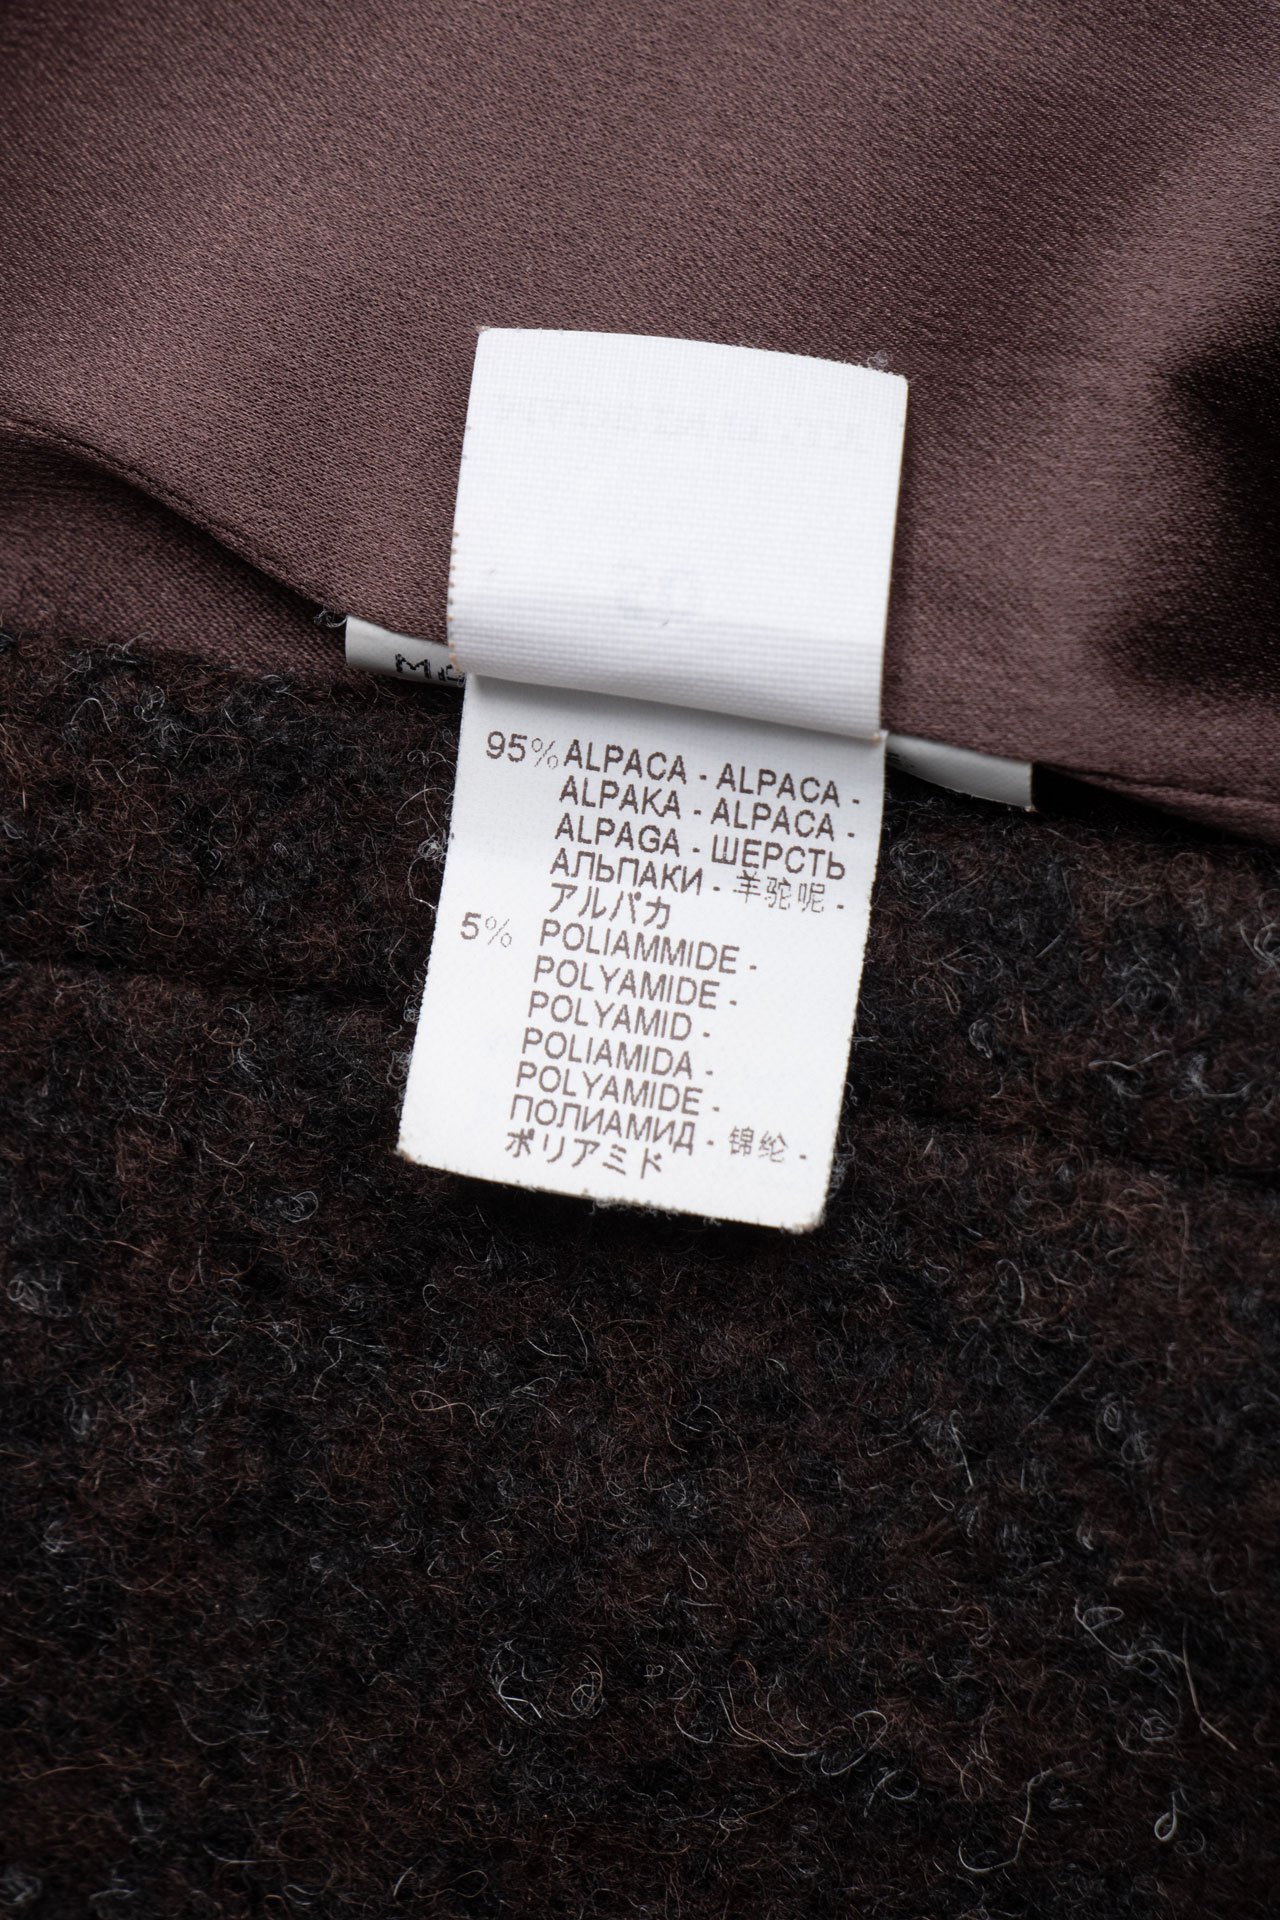 95% ALPACA - ALPACA -
ALPAKA - ALPACA -
ALPAGA - ШЕРСТЬ
АЛЬПАКИ - 羊驼呢 -
アルパカ
5% POLIAMMIDE -
POLYAMIDE -
POLYAMID -
POLIAMIDA -
POLYAMIDE -
ПОЛИАМИД - 锦纶 -
ポリアミド